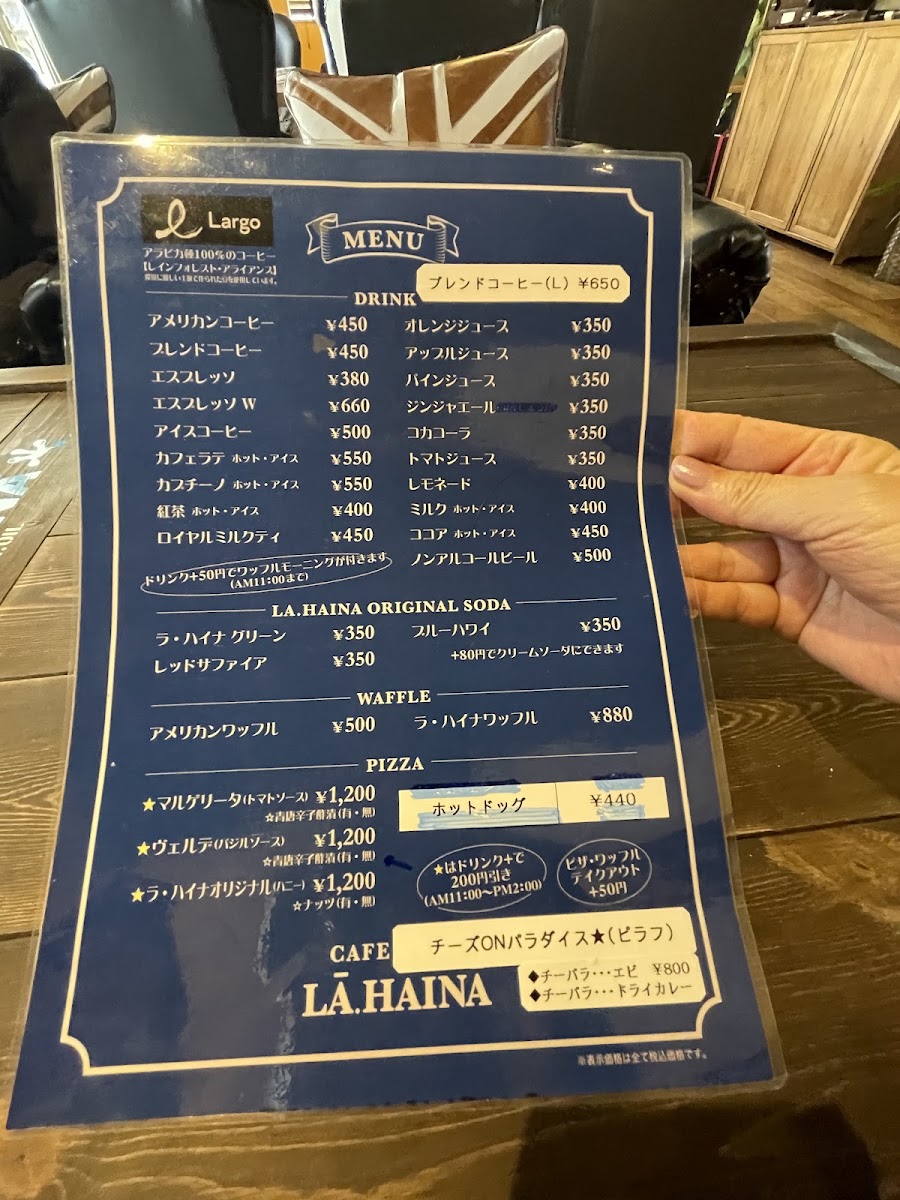 Largo
アラビカ種100%のコーヒー
【レインフォレスト・アライアンス】
MENU
ブレンドコーヒー(L) ¥650
DRINK
アメリカンコーヒー ¥450
ブレンドコーヒー ¥450
エスプレッソ ¥380
エスプレッソ W ¥660
アイスコーヒー ¥500
カフェラテ ホット・アイス ¥550
カプチーノ ホット・アイス ¥550
紅茶 ホット・アイス ¥400
ロイヤルミルクティ ¥450
ドリンク+50円でワッフルモーニングが付きます
(AM11:00まで)
オレンジジュース ¥350
アップルジュース ¥350
パインジュース ¥350
ジンジャエール ¥350
コカコーラ ¥350
トマトジュース ¥350
レモネード ¥400
ミルク ホット・アイス ¥400
ココア ホット・アイス ¥450
ノンアルコールビール ¥500
LA.HAINA ORIGINAL SODA
ラ・ハイナ グリーン ¥350
レッドサファイア ¥350
ブルーハワイ ¥350
+80円でクリームソーダにできます
WAFFLE
アメリカンワッフル ¥500
ラ・ハイナワッフル ¥880
PIZZA
★マルゲリータ(トマトソース) ¥1,200
☆青唐辛子酢漬(有・無)
★ヴェルデ(バジルソース) ¥1,200
☆青唐辛子酢漬(有・無)
★ラ・ハイナオリジナル(ハニー) ¥1,200
☆ナッツ(有・無)
ホットドッグ ¥440
★はドリンク+で
200円引き
(AM11:00〜PM2:00)
ピザ・ワッフル
テイクアウト
+50円
チーズONパラダイス★(ピラフ)
◆チーパラ・・・エビ ¥800
◆チーパラ・・・ドライカレー
CAFE
LĀ.HAINA
※表示価格は全て税込価格です。